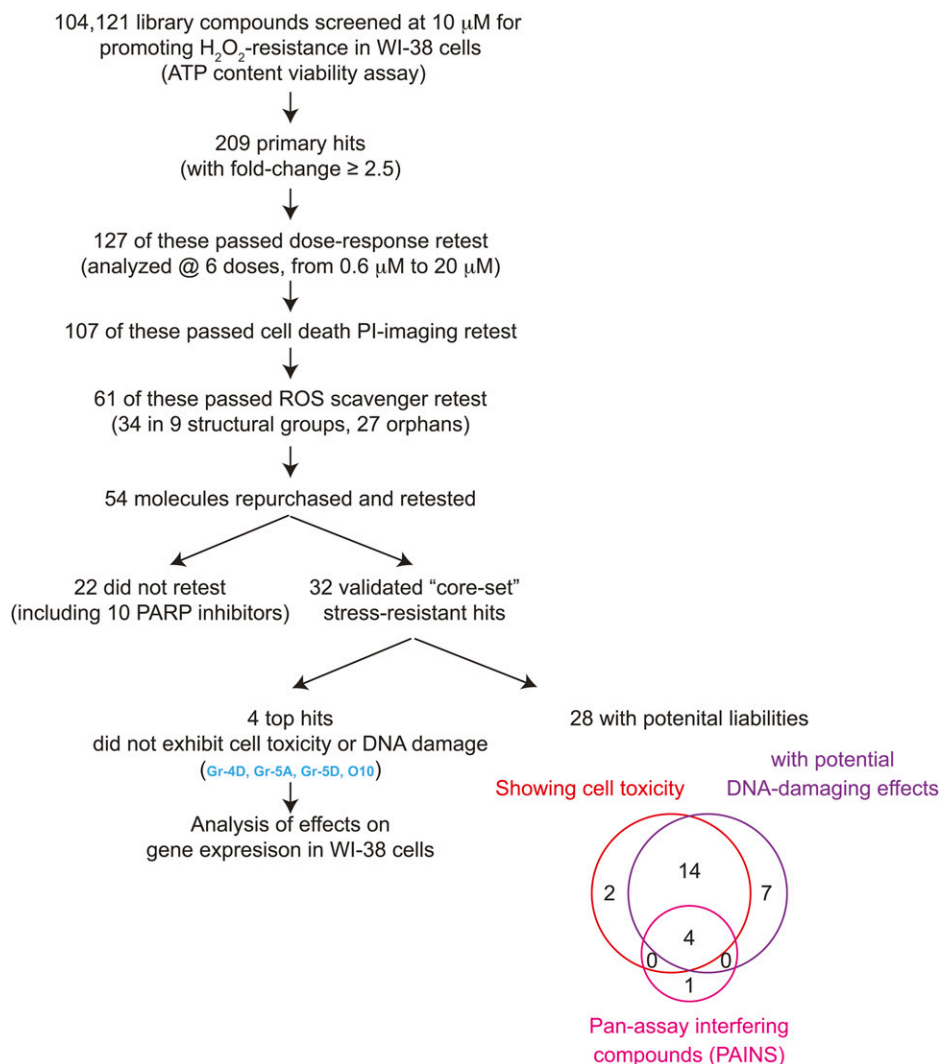 104,121 library compounds screened at 10 μM for
promoting H₂O₂-resistance in WI-38 cells
(ATP content viability assay)
209 primary hits
(with fold-change ≥ 2.5)
127 of these passed dose-response retest
(analyzed @ 6 doses, from 0.6 μM to 20 μM)
107 of these passed cell death PI-imaging retest
61 of these passed ROS scavenger retest
(34 in 9 structural groups, 27 orphans)
54 molecules repurchased and retested
22 did not retest
(including 10 PARP inhibitors)
32 validated “core-set”
stress-resistant hits
4 top hits
did not exhibit cell toxicity or DNA damage
(Gr-4D, Gr-5A, Gr-5D, O10)
Analysis of effects on
gene expresison in WI-38 cells
28 with potenital liabilities
Showing cell toxicity
with potential
DNA-damaging effects
2
14
7
4
0
0
1
Pan-assay interfering
compounds (PAINS)